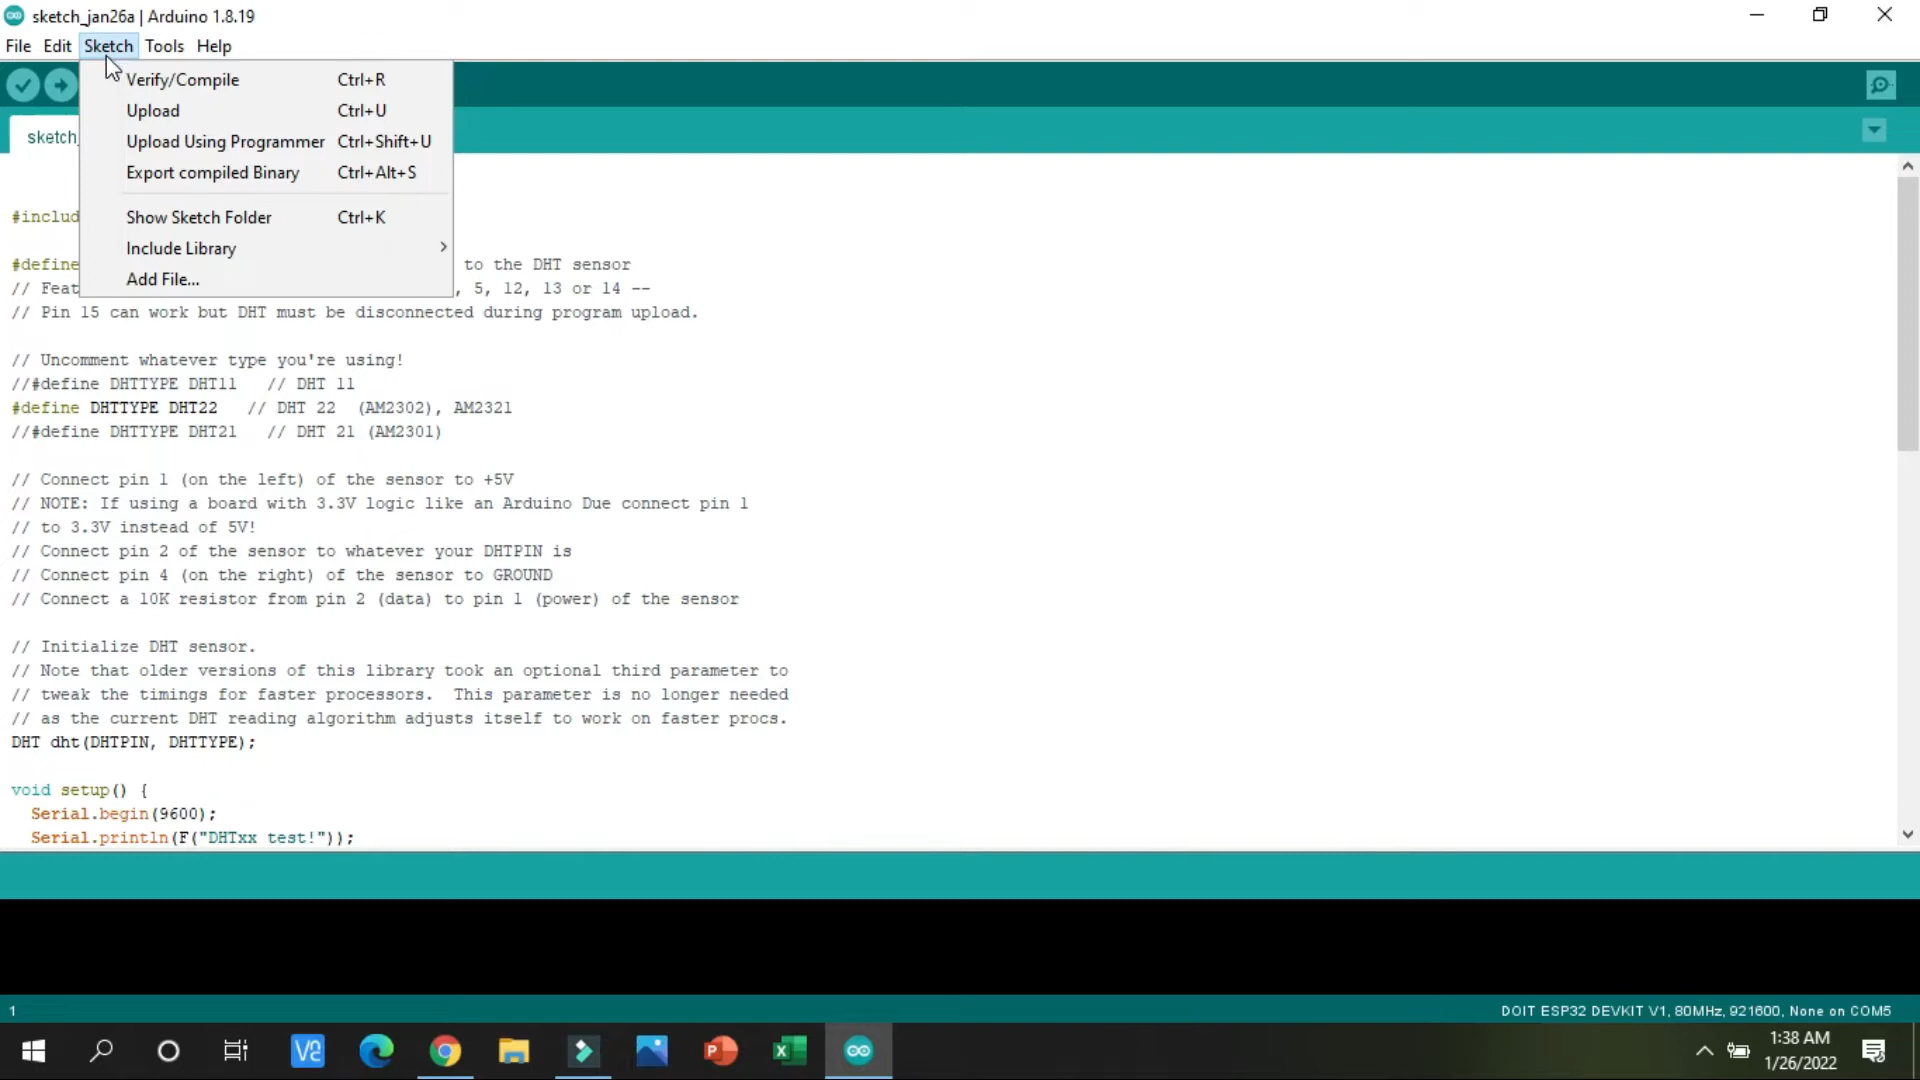 sketch_jan26a | Arduino 1.8.19
File Edit Sketch Tools Help
Verify/Compile Ctrl+R
Upload Ctrl+U
Upload Using Programmer Ctrl+Shift+U
Export compiled Binary Ctrl+Alt+S
Show Sketch Folder Ctrl+K
Include Library
Add File...
sketch_
#includ
#define to the DHT sensor
// Feat , 5, 12, 13 or 14 --
// Pin 15 can work but DHT must be disconnected during program upload.
// Uncomment whatever type you're using!
//#define DHTTYPE DHT11 // DHT 11
#define DHTTYPE DHT22 // DHT 22 (AM2302), AM2321
//#define DHTTYPE DHT21 // DHT 21 (AM2301)
// Connect pin 1 (on the left) of the sensor to +5V
// NOTE: If using a board with 3.3V logic like an Arduino Due connect pin 1
// to 3.3V instead of 5V!
// Connect pin 2 of the sensor to whatever your DHTPIN is
// Connect pin 4 (on the right) of the sensor to GROUND
// Connect a 10K resistor from pin 2 (data) to pin 1 (power) of the sensor
// Initialize DHT sensor.
// Note that older versions of this library took an optional third parameter to
// tweak the timings for faster processors. This parameter is no longer needed
// as the current DHT reading algorithm adjusts itself to work on faster procs.
DHT dht(DHTPIN, DHTTYPE);
void setup() {
Serial.begin(9600);
Serial.println(F("DHTxx test!"));
1 DOIT ESP32 DEVKIT V1, 80MHz, 921600, None on COM5
1:38 AM
1/26/2022